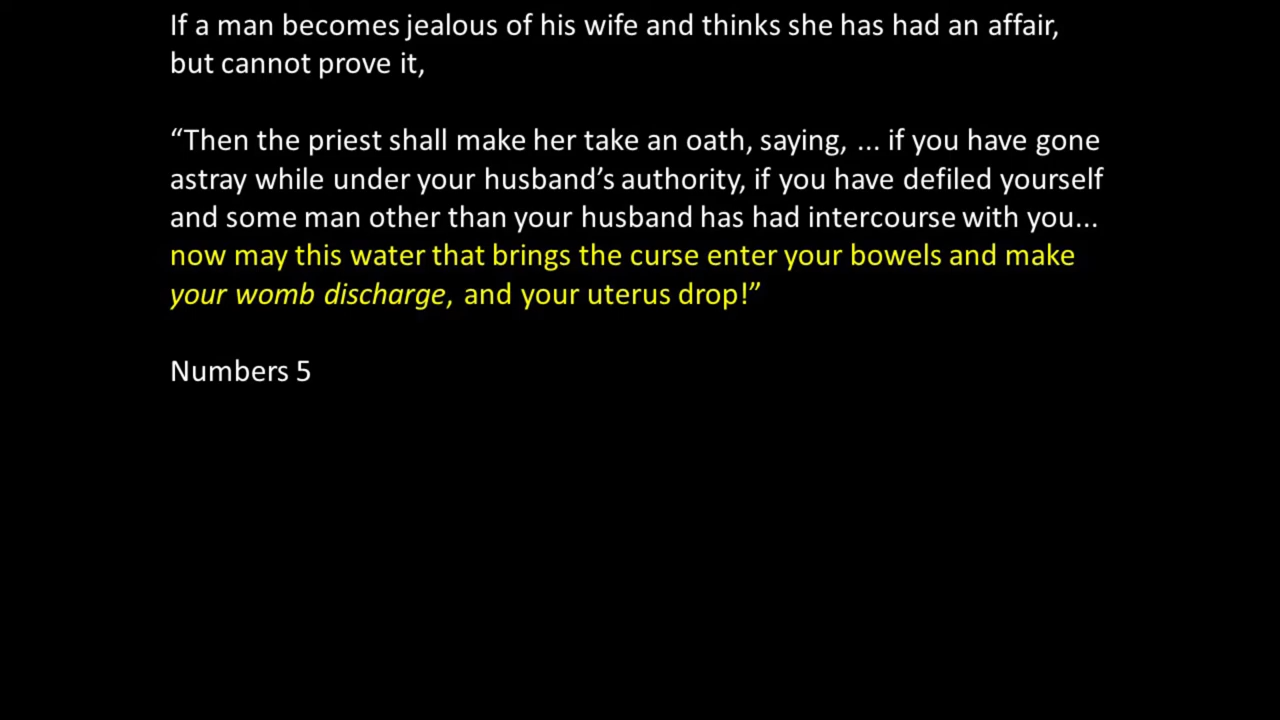 If a man becomes jealous of his wife and thinks she has had an affair,
but cannot prove it,
“Then the priest shall make her take an oath, saying, ... if you have gone
astray while under your husband’s authority, if you have defiled yourself
and some man other than your husband has had intercourse with you...
now may this water that brings the curse enter your bowels and make
your womb discharge, and your uterus drop!”
Numbers 5